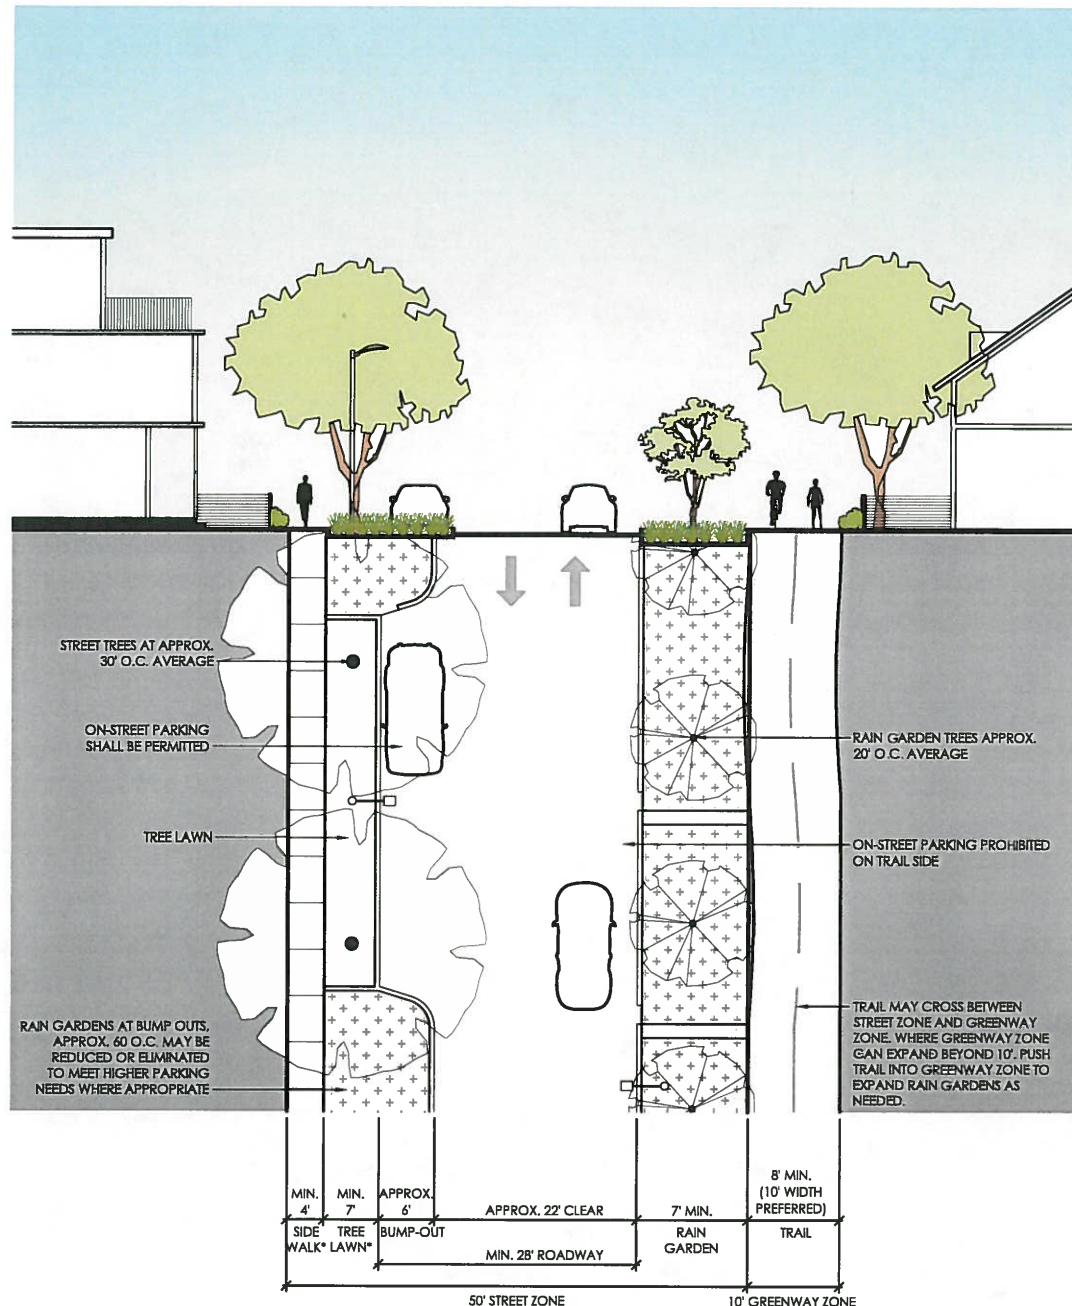 STREET TREES AT APPROX.
30' O.C. AVERAGE
ON-STREET PARKING
SHALL BE PERMITTED
TREE LAWN
RAIN GARDENS AT BUMP OUTS,
APPROX. 60 O.C. MAY BE
REDUCED OR ELIMINATED
TO MEET HIGHER PARKING
NEEDS WHERE APPROPRIATE
RAIN GARDEN TREES APPROX.
20' O.C. AVERAGE
ON-STREET PARKING PROHIBITED
ON TRAIL SIDE
TRAIL MAY CROSS BETWEEN
STREET ZONE AND GREENWAY
ZONE. WHERE GREENWAY ZONE
CAN EXPAND BEYOND 10'. PUSH
TRAIL INTO GREENWAY ZONE TO
EXPAND RAIN GARDENS AS
NEEDED.
MIN.
4'
SIDE
WALK*
MIN.
7'
TREE
LAWN*
APPROX.
6'
BUMP-OUT
APPROX. 22' CLEAR
7' MIN.
RAIN
GARDEN
8' MIN.
(10' WIDTH
PREFERRED)
TRAIL
MIN. 28' ROADWAY
50' STREET ZONE
10' GREENWAY ZONE